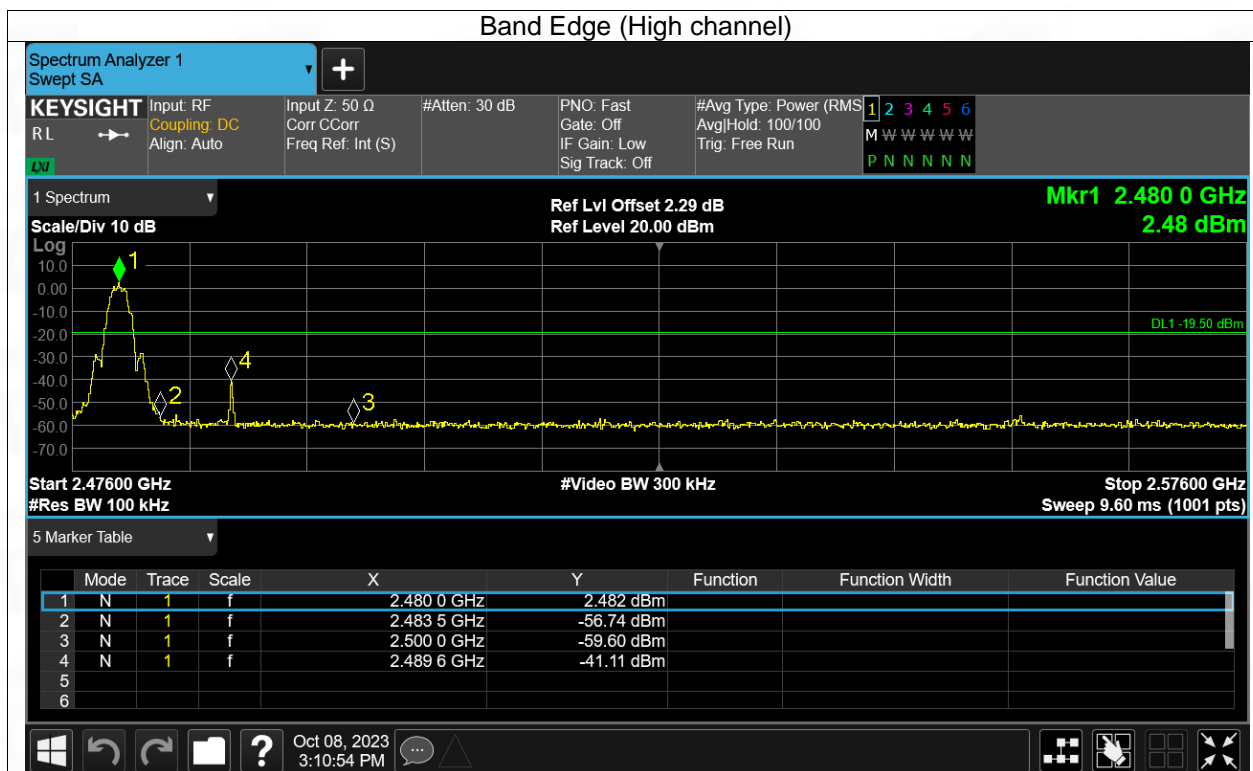 Band Edge (High channel)
Spectrum Analyzer 1
Swept SA
+
KEYSIGHT Input: RF Input Z: 50 Ω #Atten: 30 dB PNO: Fast #Avg Type: Power (RMS 1 2 3 4 5 6
RL Coupling: DC Corr CCorr Gate: Off Avg|Hold: 100/100 M W W W W W
Align: Auto Freq Ref: Int (S) IF Gain: Low Trig: Free Run
LXI Sig Track: Off P N N N N N
1 Spectrum Ref Lvl Offset 2.29 dB Mkr1 2.480 0 GHz
Scale/Div 10 dB Ref Level 20.00 dBm 2.48 dBm
Log
10.0 1
0.00
-10.0
-20.0 DL1 -19.50 dBm
-30.0 4
-40.0
-50.0 2 3
-60.0
-70.0
Start 2.47600 GHz #Video BW 300 kHz Stop 2.57600 GHz
#Res BW 100 kHz Sweep 9.60 ms (1001 pts)
5 Marker Table
Mode Trace Scale X Y Function Function Width Function Value
1 N 1 f 2.480 0 GHz 2.482 dBm
2 N 1 f 2.483 5 GHz -56.74 dBm
3 N 1 f 2.500 0 GHz -59.60 dBm
4 N 1 f 2.489 6 GHz -41.11 dBm
5
6
? Oct 08, 2023
3:10:54 PM